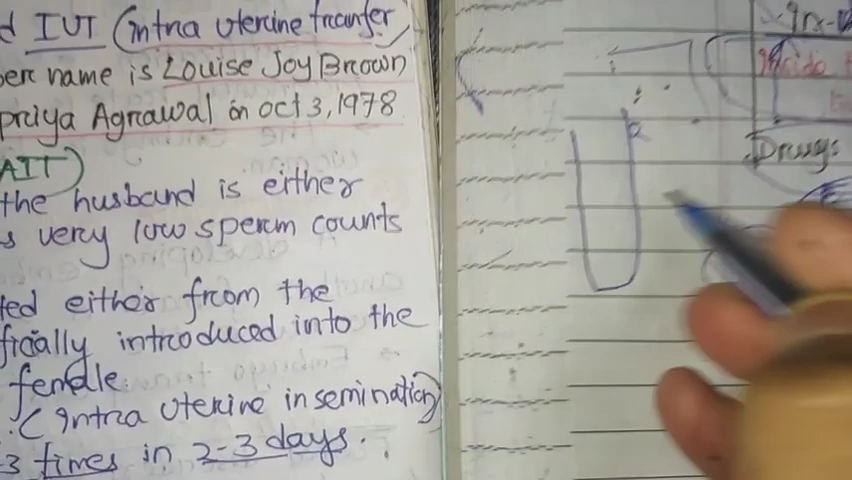 d IUT (intra uterine transfer
her name is Louise Joy Brown
priya Agrawal in oct 3, 1978
AIT)
the husband is either
s very low sperm counts
ted either from the
ficially introduced into the
female
(intra uterine insemination)
-3 times in 2-3 days.
Drugs